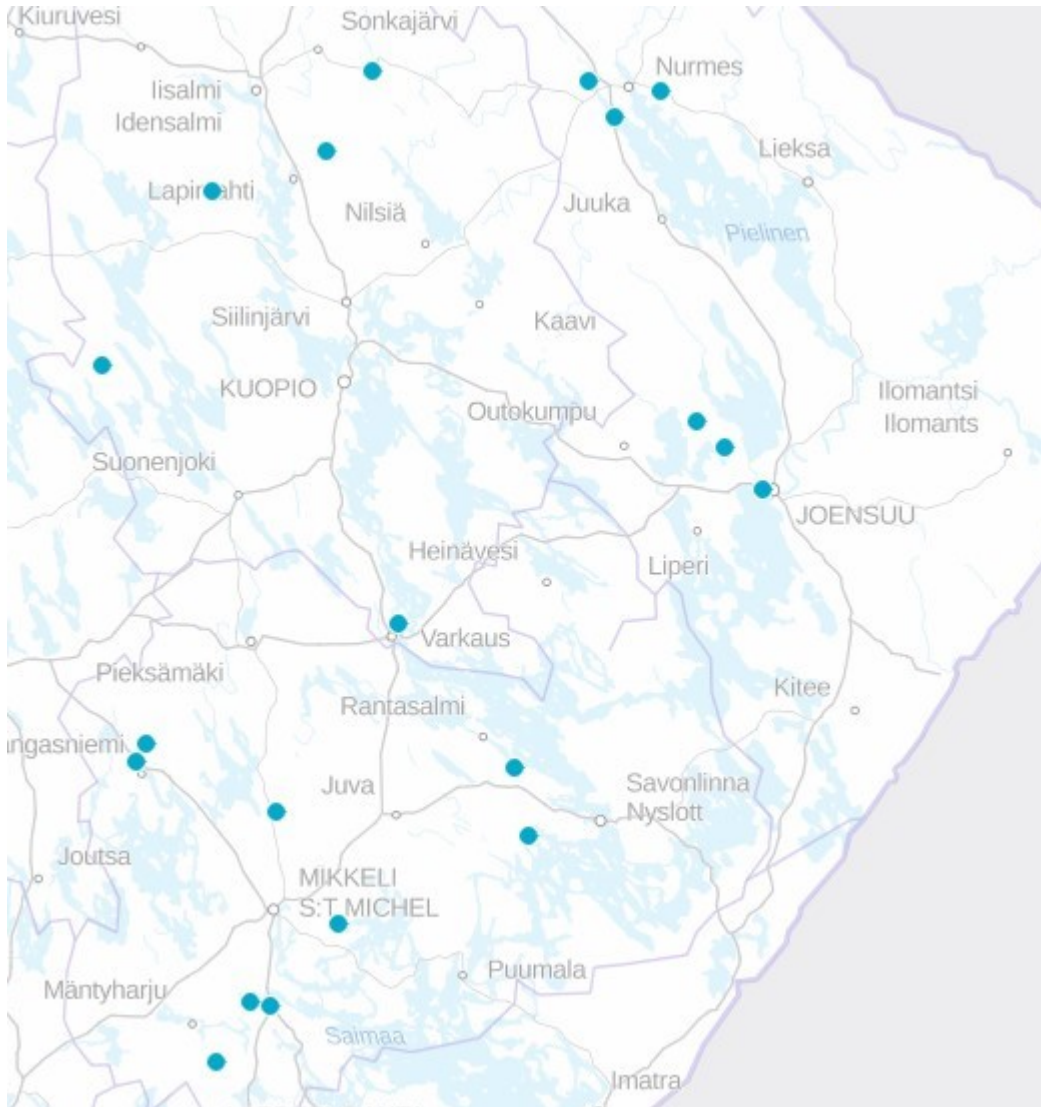 Kiuruvesi
Sonkajärvi
Iisalmi
Idensalmi
Nurmes
Lieksa
Nilsiä
Juuka
Pielinen
Siilinjärvi
Kaavi
KUOPIO
Outokumpu
Ilomantsi
Ilomants
Suonenjoki
JOENSUU
Heinävesi
Liperi
Varkaus
Pieksämäki
Rantasalmi
Kitee
angasniemi
Juva
Savonlinna
Nyslott
Joutsa
MIKKELI
S:T MICHEL
Puumala
Mäntyharju
Saimaa
Imatra